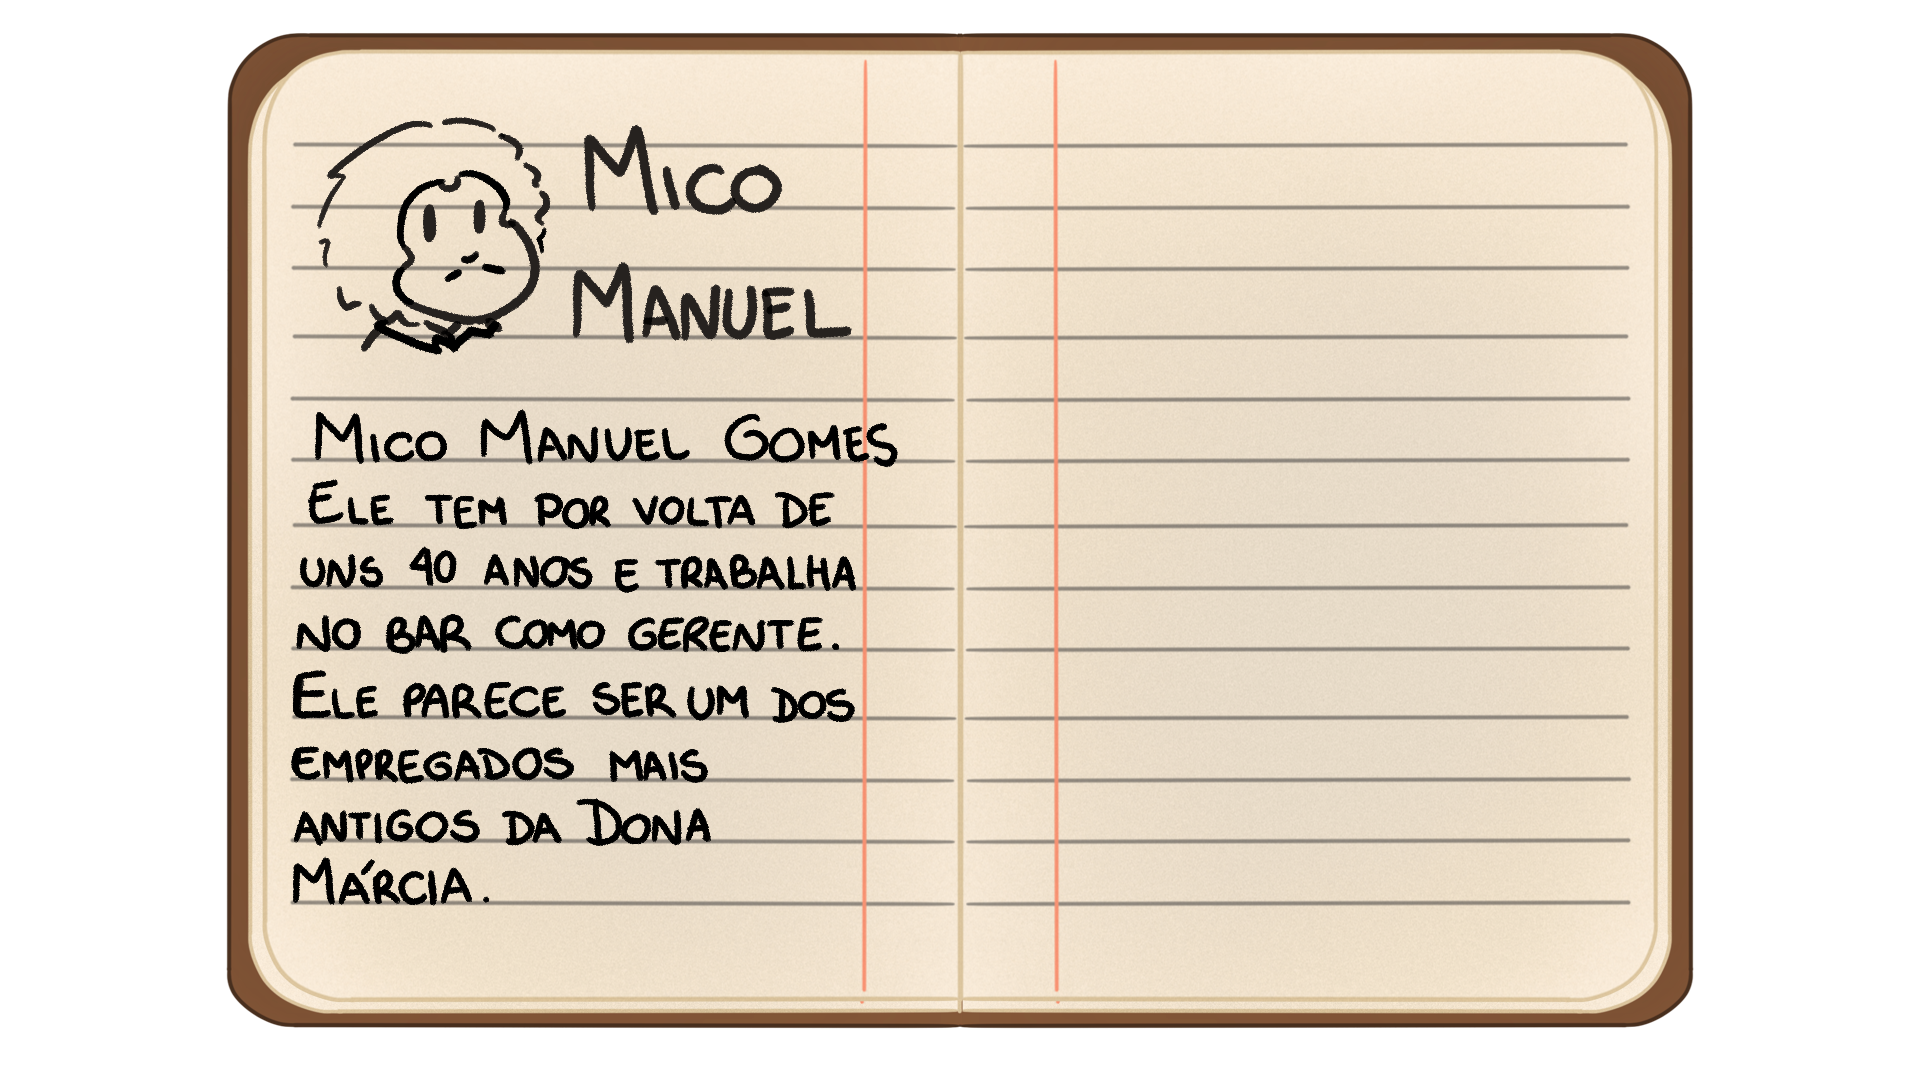 Mico
Manuel
Mico Manuel Gomes
Ele tem por volta de
uns 40 anos e trabalha
no bar como gerente.
Ele parece ser um dos
empregados mais
antigos da Dona
Márcia.